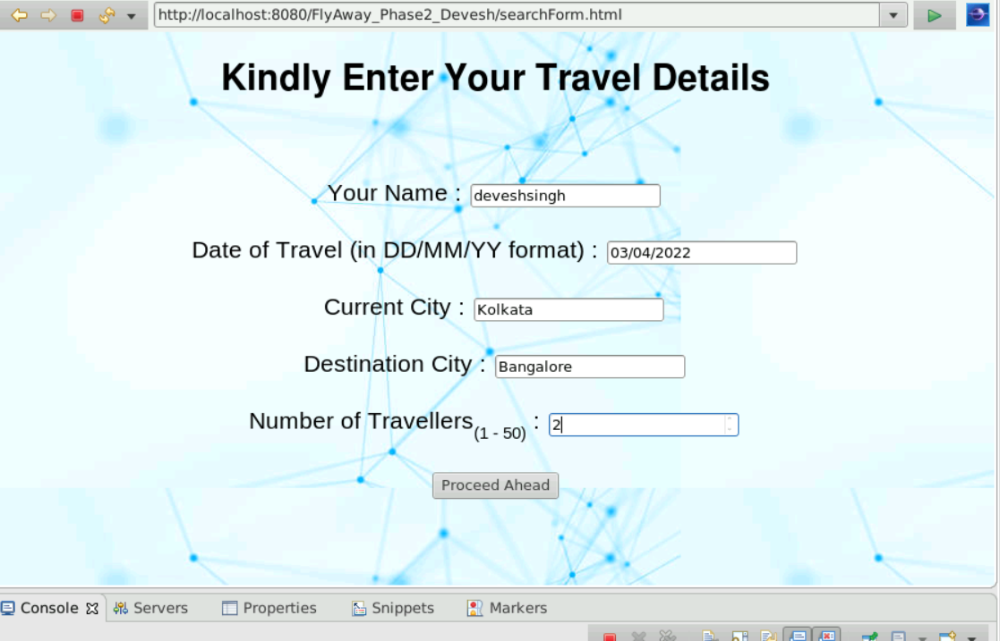 http://localhost:8080/FlyAway_Phase2_Devesh/searchForm.html
Kindly Enter Your Travel Details
Your Name : deveshsingh
Date of Travel (in DD/MM/YY format) : 03/04/2022
Current City : Kolkata
Destination City : Bangalore
Number of Travellers(1 - 50) : 2
Proceed Ahead
Console Servers Properties Snippets Markers